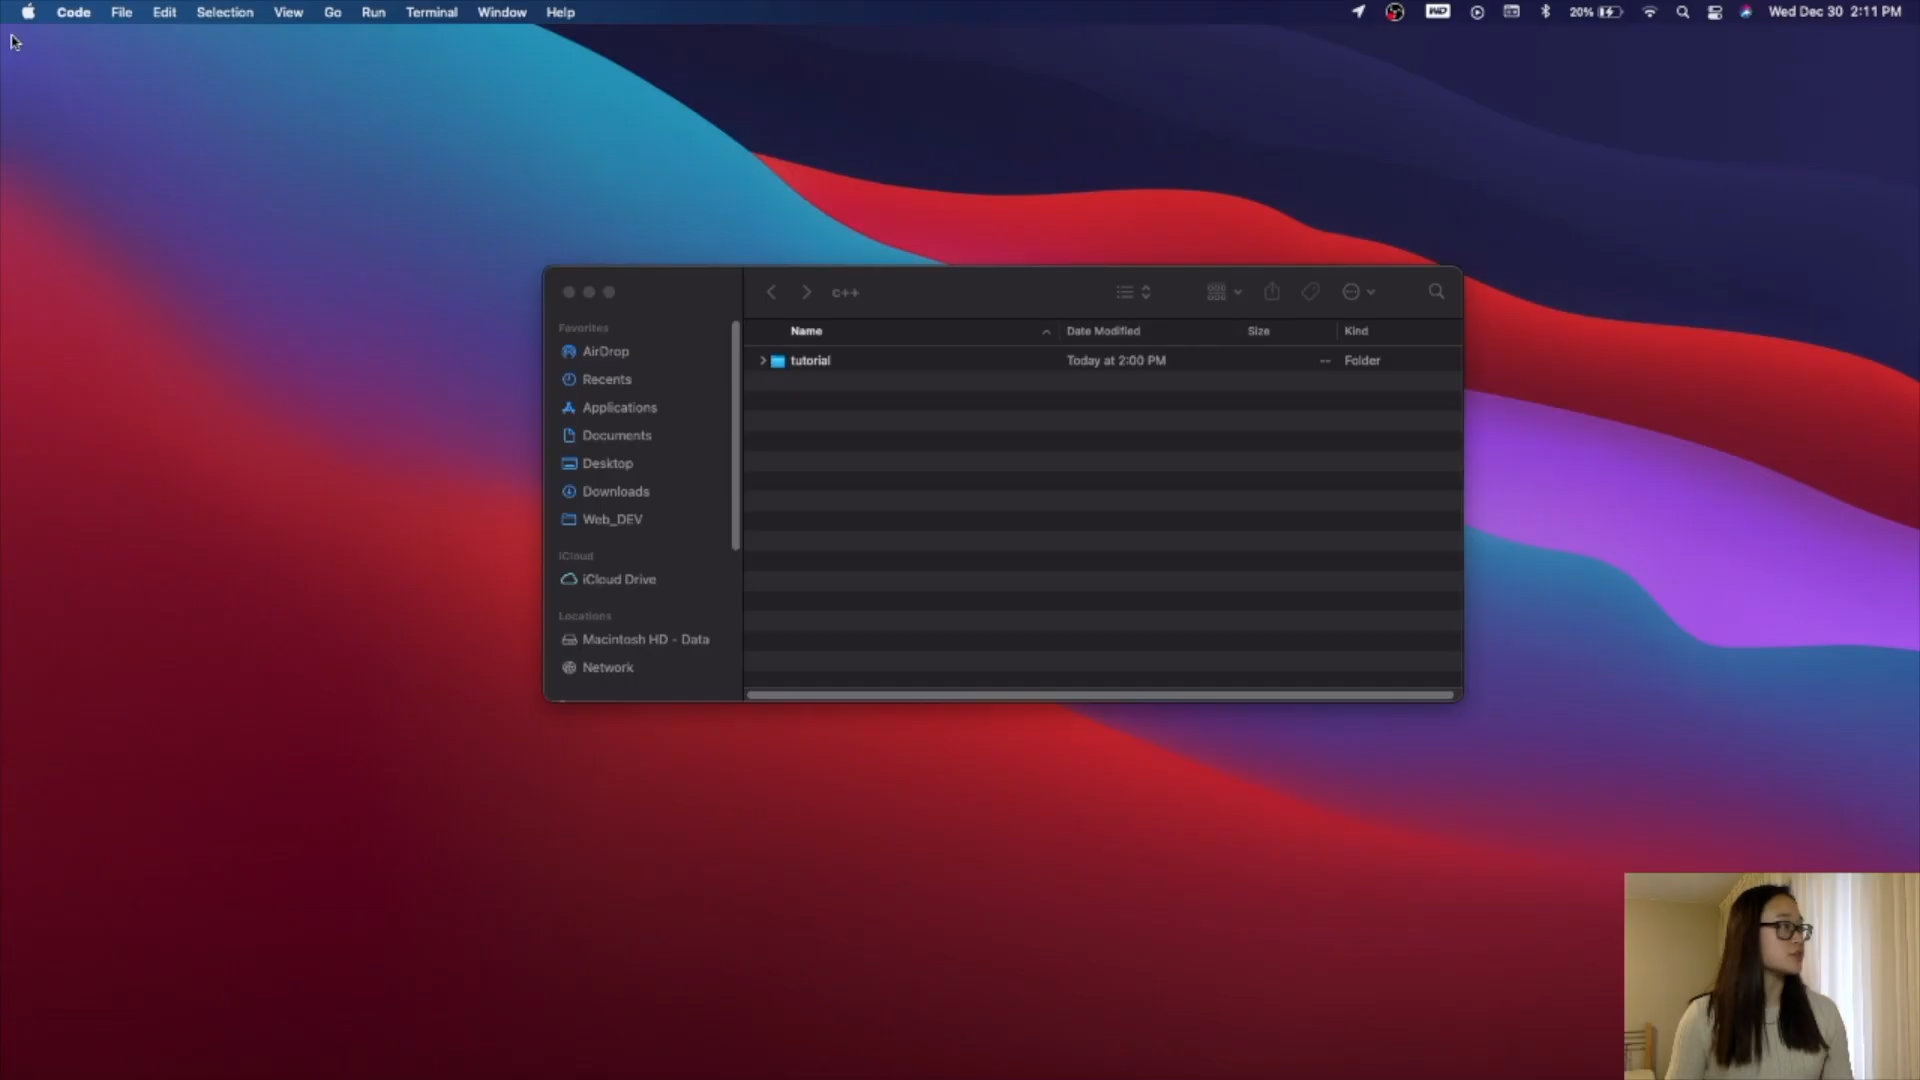 Code File Edit Selection View Go Run Terminal Window Help WD 20% Wed Dec 30 2:11 PM
c++
Favorites
AirDrop
Recents
Applications
Documents
Desktop
Downloads
Web_DEV
iCloud
iCloud Drive
Locations
Macintosh HD - Data
Network
Name Date Modified Size Kind
tutorial Today at 2:00 PM -- Folder